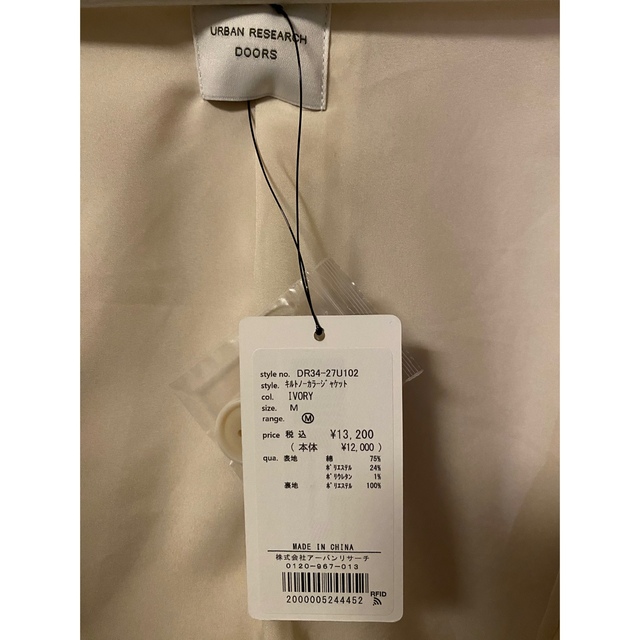 URBAN RESEARCH
DOORS
style no. DR34-27U102
style. ｷﾙﾄﾉｰｶﾗｰｼﾞｬｹｯﾄ
col. IVORY
size. M
range. Ⓜ
price 税込 ¥13,200
(本体 ¥12,000)
qua. 表地 綿 75%
ﾎﾟﾘｴｽﾃﾙ 24%
ﾎﾟﾘｳﾚﾀﾝ 1%
裏地 ﾎﾟﾘｴｽﾃﾙ 100%
MADE IN CHINA
株式会社アーバンリサーチ
0120-967-013
RFID
2000005244452